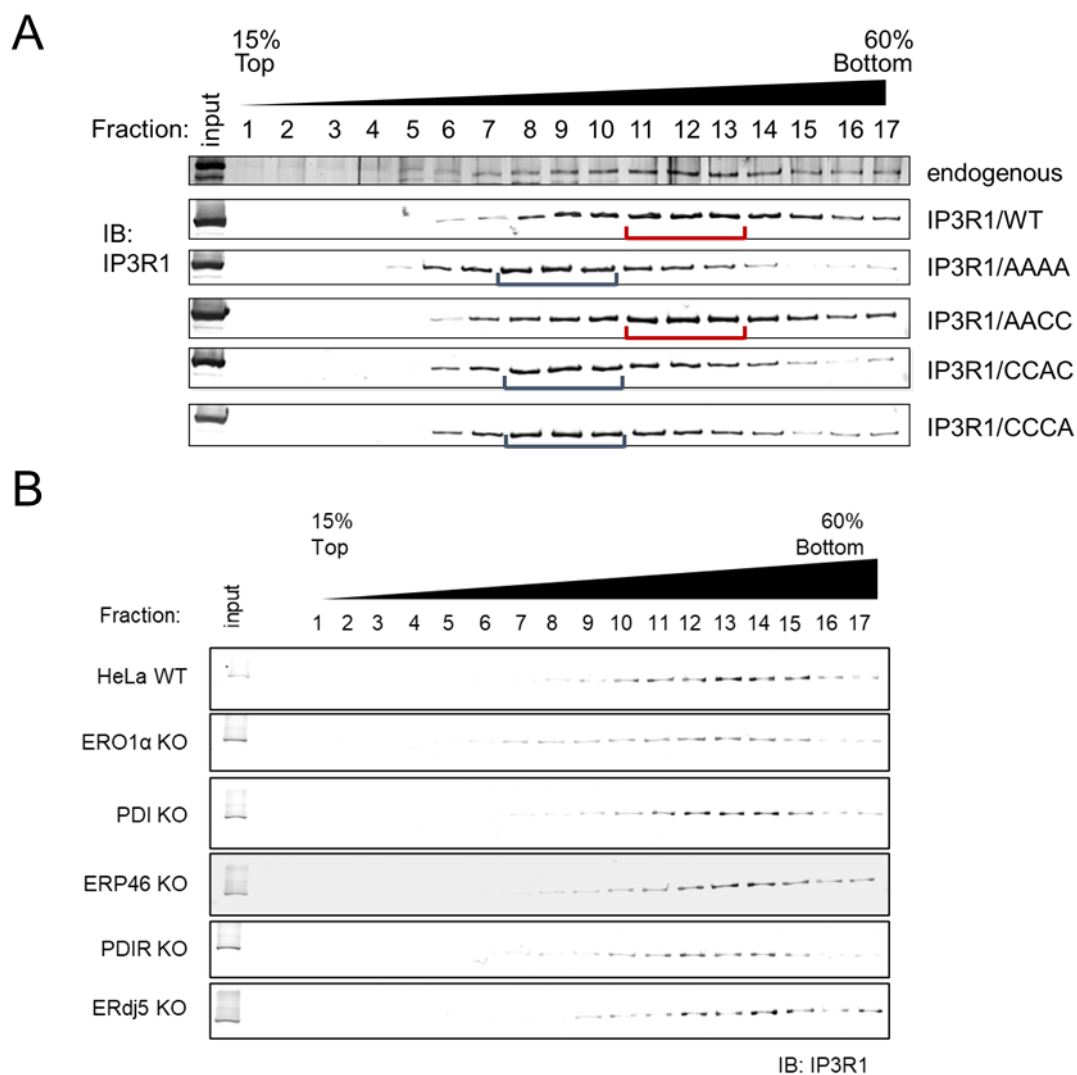 A
15% 60%
Top Bottom
Fraction: input 1 2 3 4 5 6 7 8 9 10 11 12 13 14 15 16 17
endogenous
IB: IP3R1/WT
IP3R1 IP3R1/AAAA
IP3R1/AACC
IP3R1/CCAC
IP3R1/CCCA
B
15% 60%
Top Bottom
Fraction: input 1 2 3 4 5 6 7 8 9 10 11 12 13 14 15 16 17
HeLa WT
ERO1α KO
PDI KO
ERP46 KO
PDIR KO
ERdj5 KO
IB: IP3R1